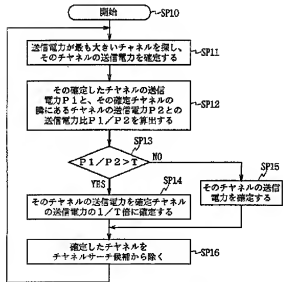 開始
SP10
送信電力が最も大きいチャネルを探し、
そのチャネルの送信電力を確定する
SP11
その確定したチャネルの送信
電力P1と、その確定チャネルの
隣にあるチャネルの送信電力P2との
送信電力比P1/P2を算出する
SP12
SP13
P1/P2>T
NO
YES
SP14
そのチャネルの送信電力を確定チャネル
の送信電力の1/T倍に確定する
SP15
そのチャネルの送信電
力を確定する
確定したチャネルを
チャネルサーチ候補から除く
SP16